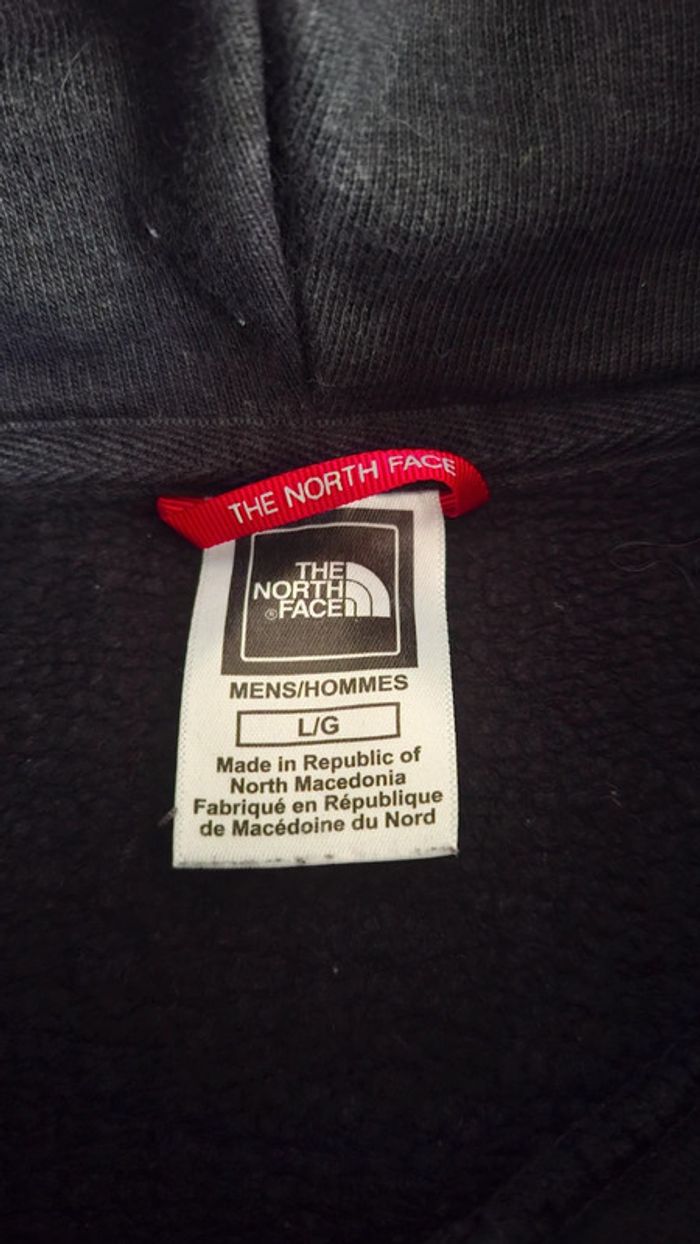 THE NORTH FACE
THE
NORTH
®FACE
MENS/HOMMES
L/G
Made in Republic of
North Macedonia
Fabriqué en République
de Macédoine du Nord